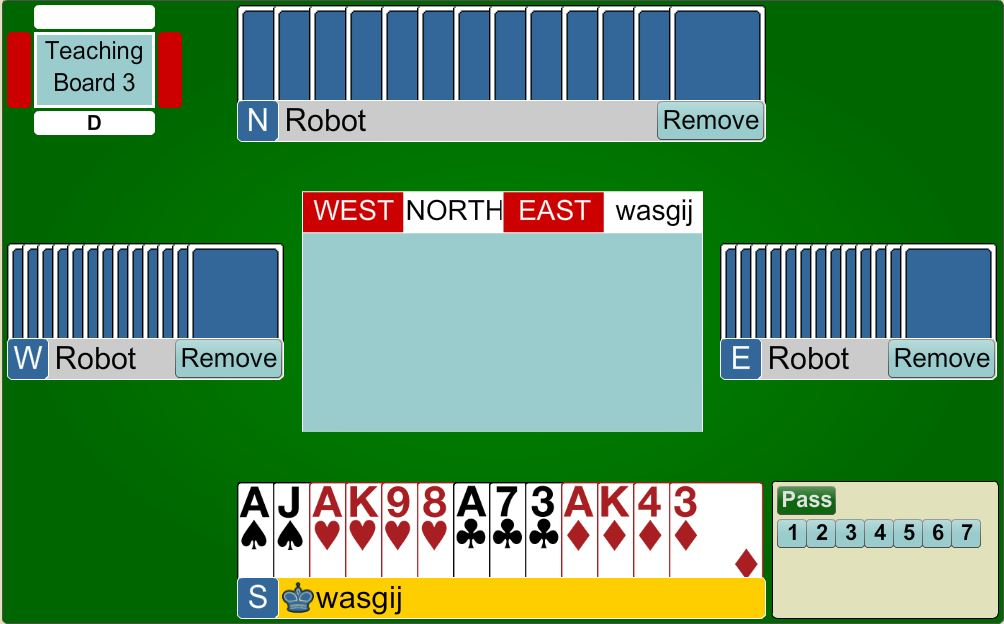 Teaching
Board 3
D
N Robot Remove
WEST NORTH EAST wasgij
W Robot Remove
E Robot Remove
A J A K 9 8 A 7 3 A K 4 3
S wasgij
Pass
1 2 3 4 5 6 7